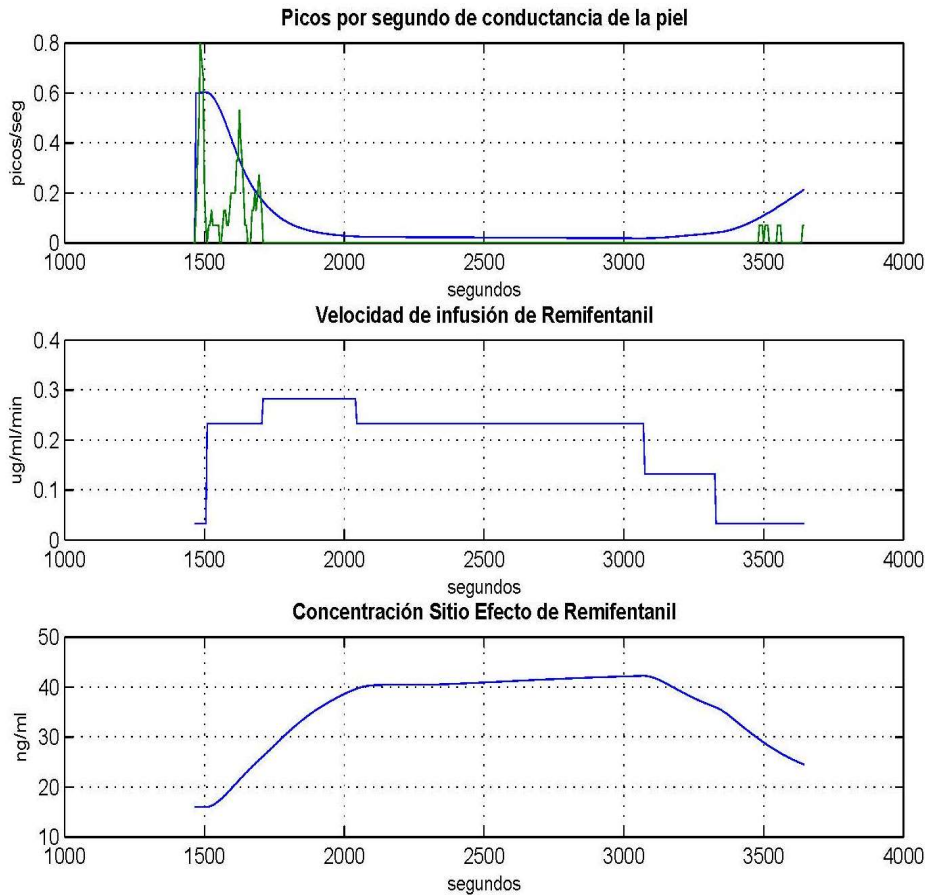 Picos por segundo de conductancia de la piel
0.8
0.6
0.4
0.2
0
picos/seg
1000 1500 2000 2500 3000 3500 4000
segundos
Velocidad de infusión de Remifentanil
0.4
0.3
0.2
0.1
0
ug/ml/min
1000 1500 2000 2500 3000 3500 4000
segundos
Concentración Sitio Efecto de Remifentanil
50
40
30
20
10
ng/ml
1000 1500 2000 2500 3000 3500 4000
segundos